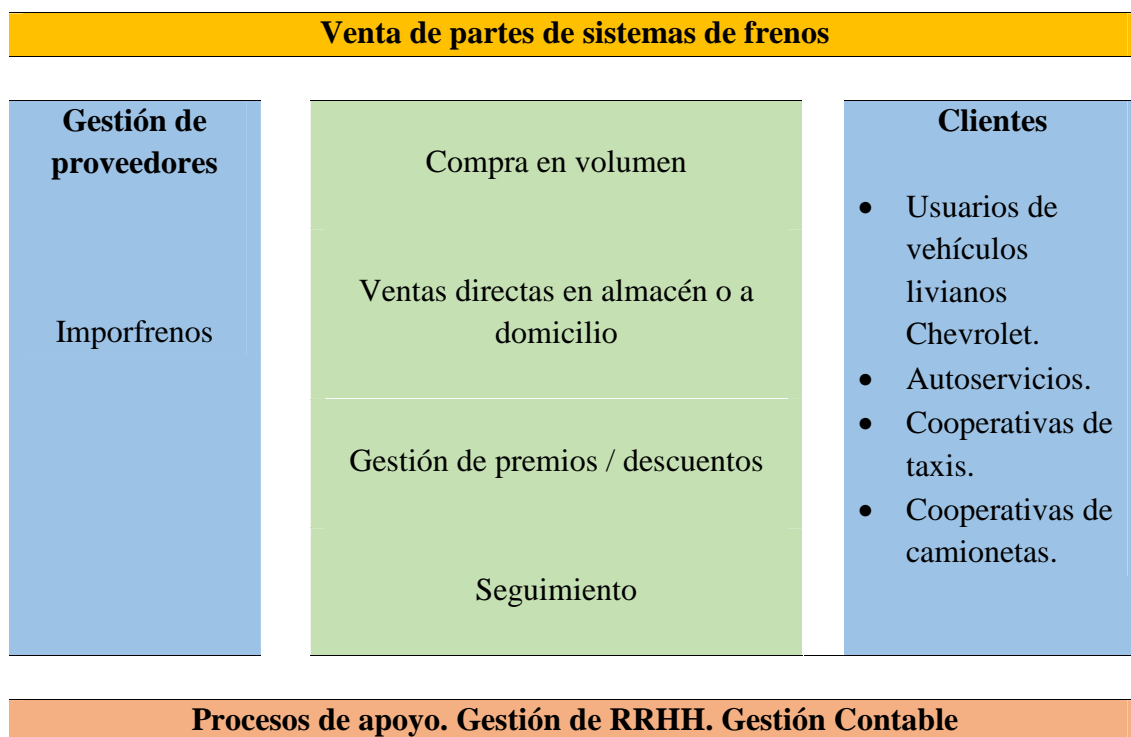 Venta de partes de sistemas de frenos
Gestión de
proveedores
Imporfrenos
Compra en volumen
Ventas directas en almacén o a
domicilio
Gestión de premios / descuentos
Seguimiento
Clientes
• Usuarios de
vehículos
livianos
Chevrolet.
• Autoservicios.
• Cooperativas de
taxis.
• Cooperativas de
camionetas.
Procesos de apoyo. Gestión de RRHH. Gestión Contable